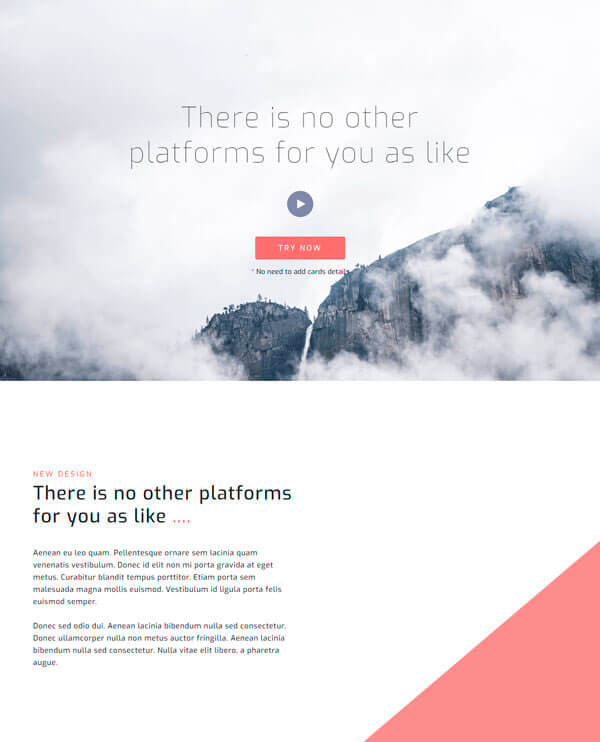 There is no other
platforms for you as like
TRY NOW
* No need to add cards details
NEW DESIGN
There is no other platforms
for you as like ....
Aenean eu leo quam. Pellentesque ornare sem lacinia quam
venenatis vestibulum. Donec id elit non mi porta gravida at eget
metus. Curabitur blandit tempus porttitor. Etiam porta sem
malesuada magna mollis euismod. Vestibulum id ligula porta felis
euismod semper.
Donec sed odio dui. Aenean lacinia bibendum nulla sed consectetur.
Donec ullamcorper nulla non metus auctor fringilla. Aenean lacinia
bibendum nulla sed consectetur. Nulla vitae elit libero, a pharetra
augue.